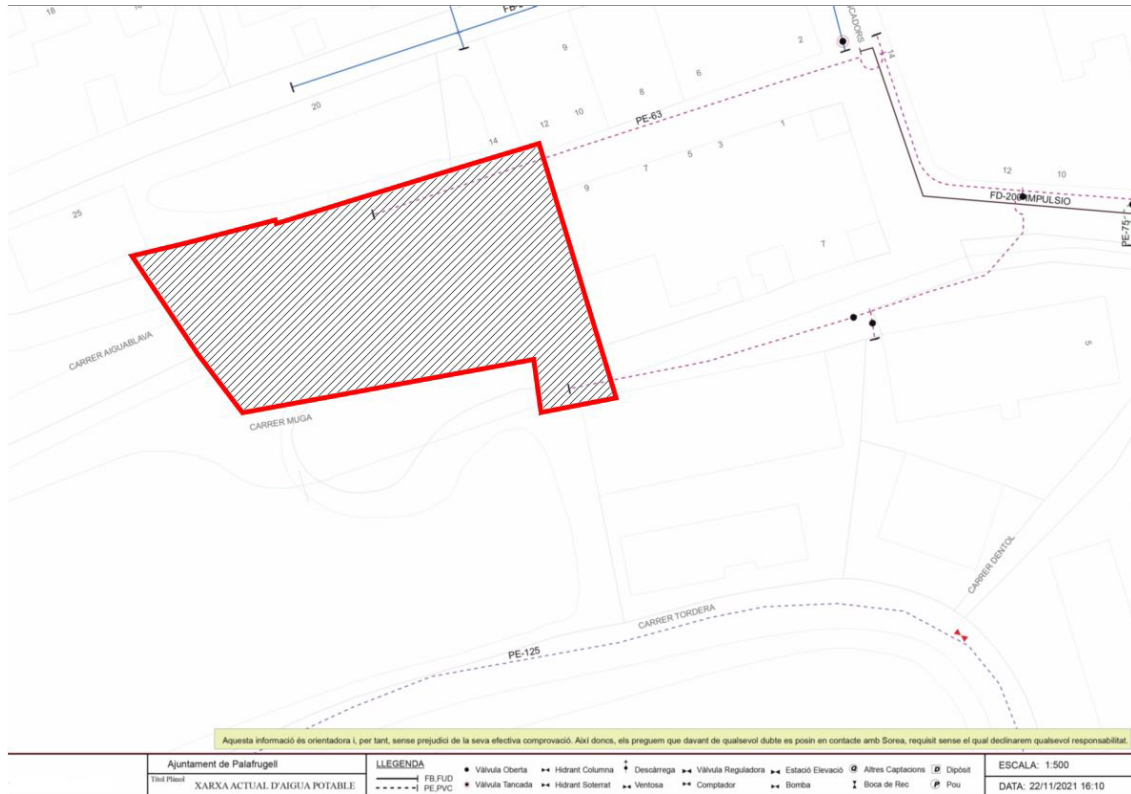 18
16
FB-
CADORS
9
2
14
20
6
8
10
12
14
PE-63
1
3
5
7
9
12
10
FD-200 IMPULSIO
PE-75
25
7
CARRER AIGUABLAVA
5
CARRER MUGA
CARRER DENTOL
CARRER TORDERA
PE-125
Aquesta informació és orientadora i, per tant, sense prejudici de la seva efectiva comprovació. Així doncs, els preguem que davant de qualsevol dubte es posin en contacte amb Sorea, requisit sense el qual declinarem qualsevol responsabilitat.
Ajuntament de Palafrugell
Títol Plànol
XARXA ACTUAL D'AIGUA POTABLE
LLEGENDA
FB,FUD
PE,PVC
Vàlvula Oberta
Hidrant Columna
Descàrrega
Vàlvula Reguladora
Estació Elevació
Altres Captacions
D Dipòsit
Vàlvula Tancada
Hidrant Soterrat
Ventosa
Comptador
Bomba
Boca de Rec
P Pou
ESCALA: 1:500
DATA: 22/11/2021 16:10